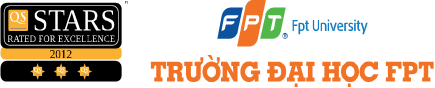 QS STARS
RATED FOR EXCELLENCE
2012
FPT Fpt University
TRƯỜNG ĐẠI HỌC FPT